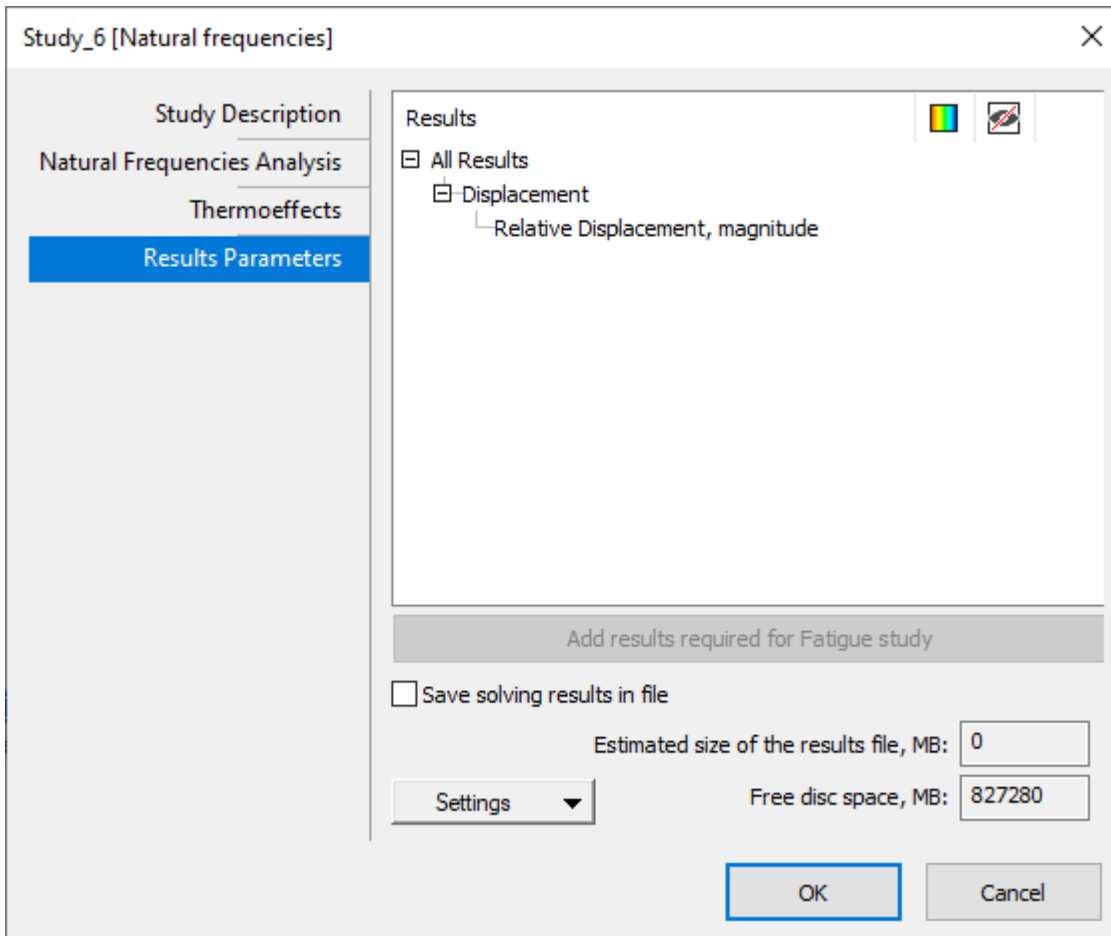 Study_6 [Natural frequencies]
Study Description
Natural Frequencies Analysis
Thermoeffects
Results Parameters
Results
All Results
Displacement
Relative Displacement, magnitude
Add results required for Fatigue study
Save solving results in file
Estimated size of the results file, MB: 0
Settings
Free disc space, MB: 827280
OK
Cancel